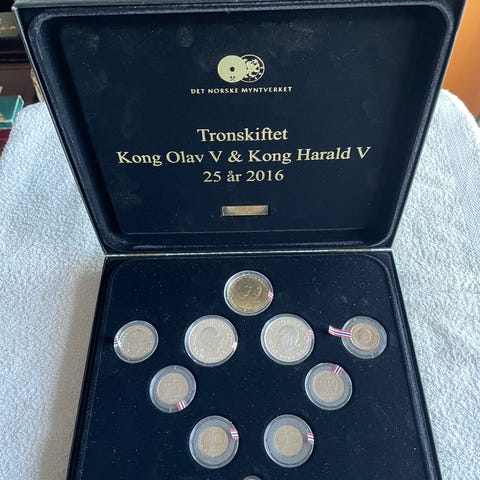 DET NORSKE MYNTVERKET
Tronskiftet
Kong Olav V & Kong Harald V
25 år 2016